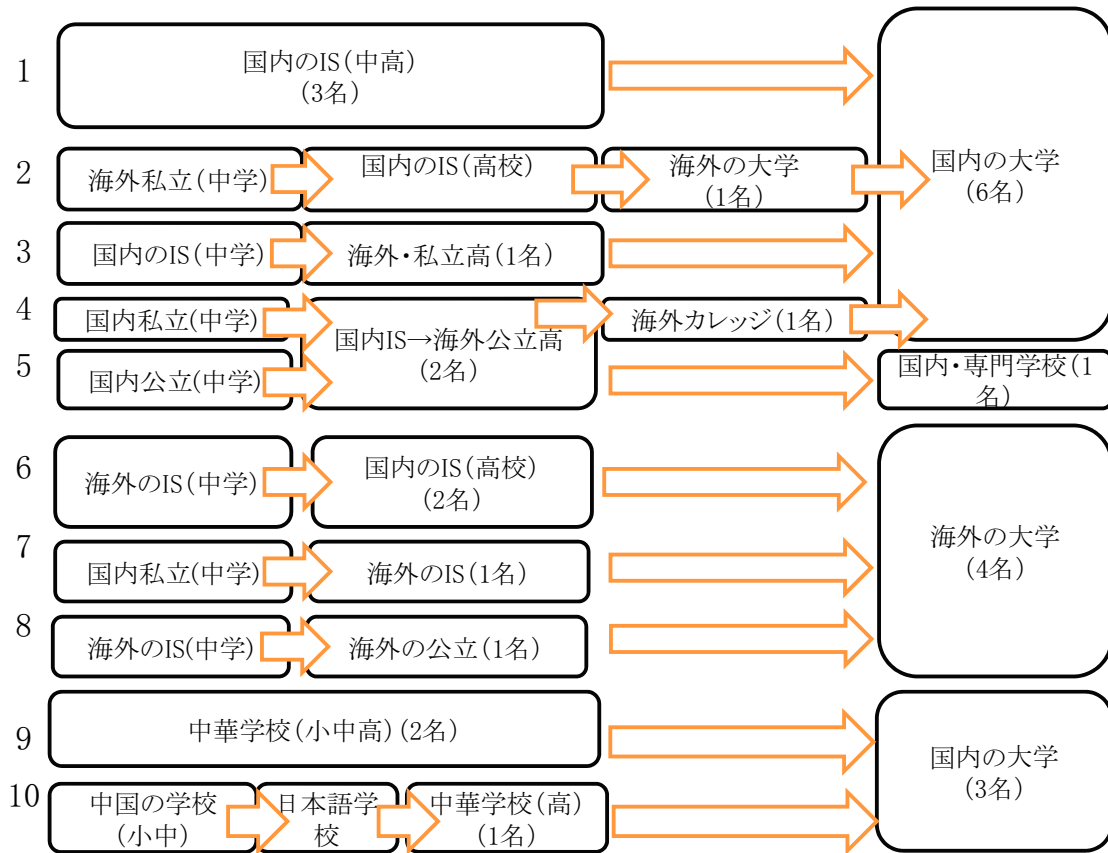 1
国内のIS(中高)
(3名)
国内の大学
(6名)
2
海外私立(中学)
国内のIS(高校)
海外の大学
(1名)
3
国内のIS(中学)
海外・私立高(1名)
4
国内私立(中学)
国内IS→海外公立高
(2名)
海外カレッジ(1名)
5
国内公立(中学)
国内・専門学校(1
名)
6
海外のIS(中学)
国内のIS(高校)
(2名)
海外の大学
(4名)
7
国内私立(中学)
海外のIS(1名)
8
海外のIS(中学)
海外の公立(1名)
9
中華学校(小中高)(2名)
国内の大学
(3名)
10
中国の学校
(小中)
日本語学
校
中華学校(高)
(1名)